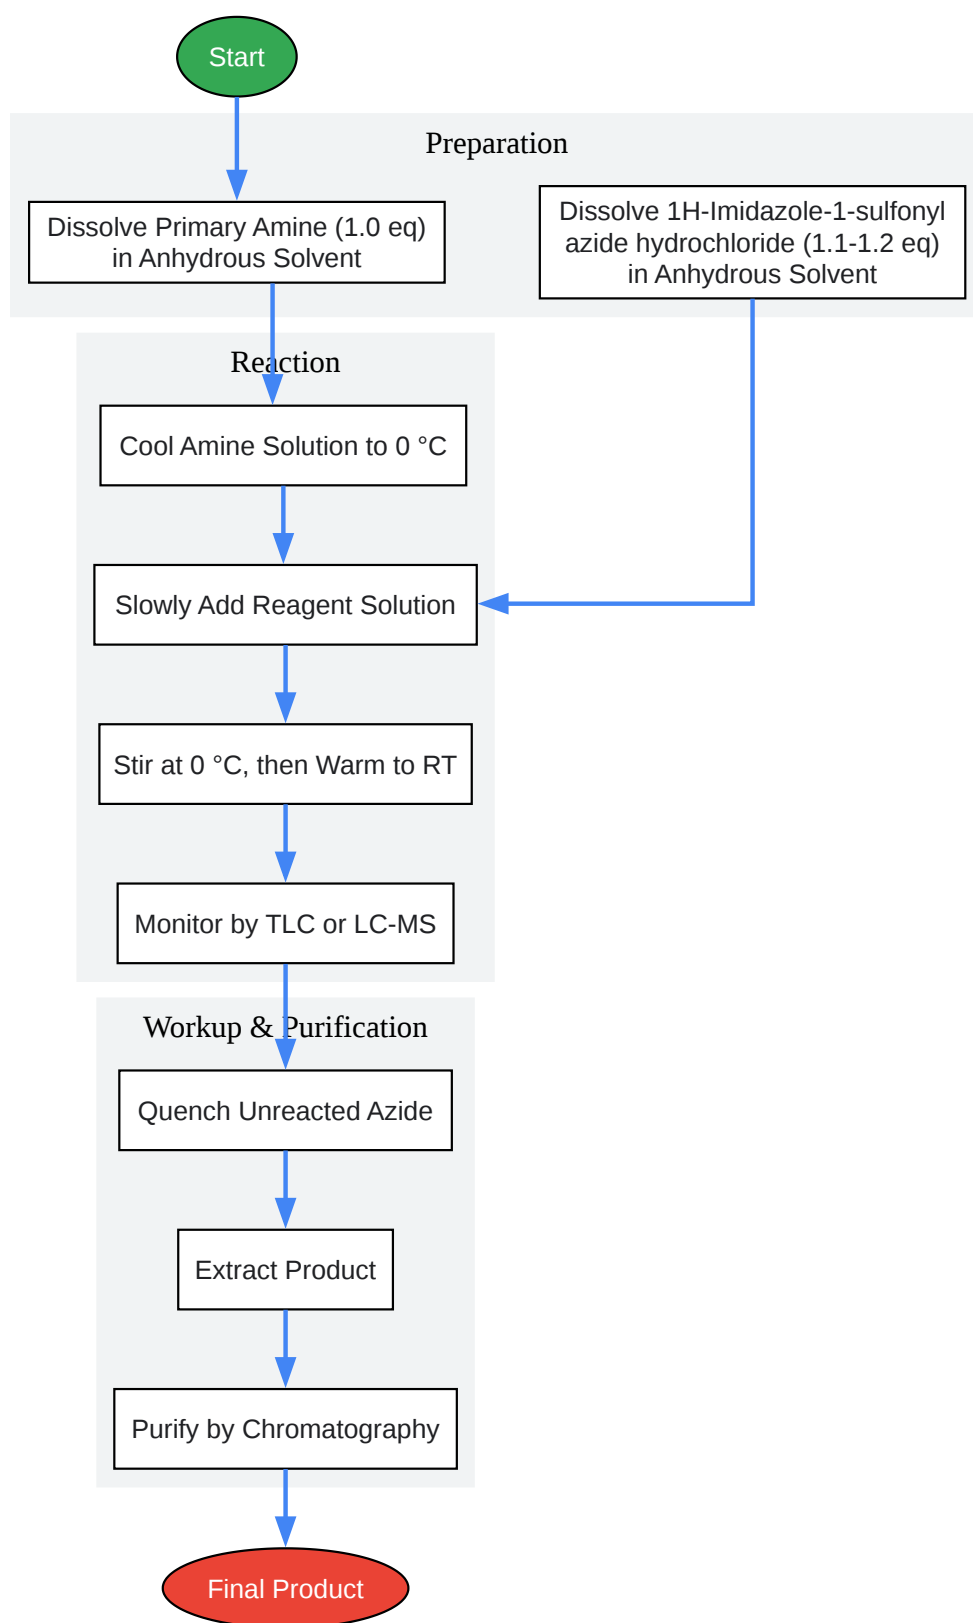 Start
Preparation
Dissolve Primary Amine (1.0 eq)
in Anhydrous Solvent
Dissolve 1H-Imidazole-1-sulfonyl
azide hydrochloride (1.1-1.2 eq)
in Anhydrous Solvent
Reaction
Cool Amine Solution to 0 °C
Slowly Add Reagent Solution
Stir at 0 °C, then Warm to RT
Monitor by TLC or LC-MS
Workup & Purification
Quench Unreacted Azide
Extract Product
Purify by Chromatography
Final Product